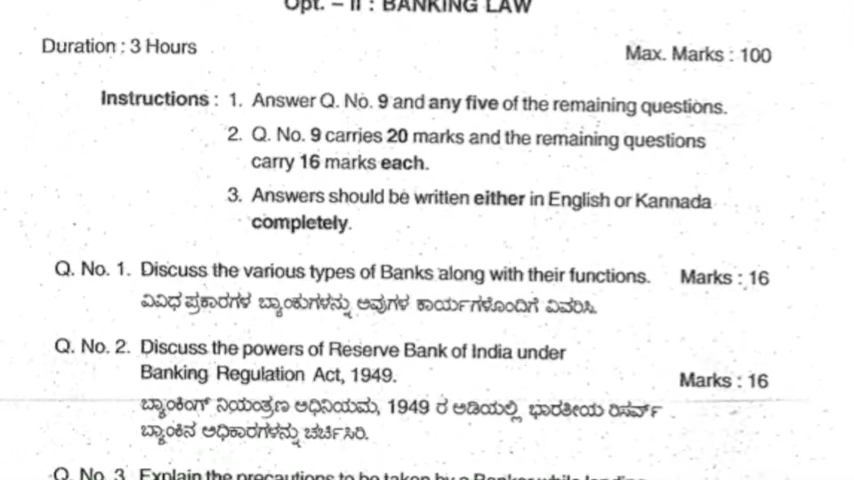 Opt. – II : BANKING LAW
Duration : 3 Hours
Max. Marks : 100
Instructions : 1. Answer Q. No. 9 and any five of the remaining questions.
2. Q. No. 9 carries 20 marks and the remaining questions
carry 16 marks each.
3. Answers should be written either in English or Kannada
completely.
Q. No. 1. Discuss the various types of Banks along with their functions. Marks : 16
ವಿವಿಧ ಪ್ರಕಾರಗಳ ಬ್ಯಾಂಕುಗಳನ್ನು ಅವುಗಳ ಕಾರ್ಯಗಳೊಂದಿಗೆ ವಿವರಿಸಿ.
Q. No. 2. Discuss the powers of Reserve Bank of India under
Banking Regulation Act, 1949. Marks : 16
ಬ್ಯಾಂಕಿಂಗ್ ನಿಯಂತ್ರಣ ಅಧಿನಿಯಮ, 1949 ರ ಅಡಿಯಲ್ಲಿ ಭಾರತೀಯ ರಿಸರ್ವ್
ಬ್ಯಾಂಕಿನ ಅಧಿಕಾರಗಳನ್ನು ಚರ್ಚಿಸಿರಿ.
Q. No. 3 Explain the precautions to be taken by a Banker while lending